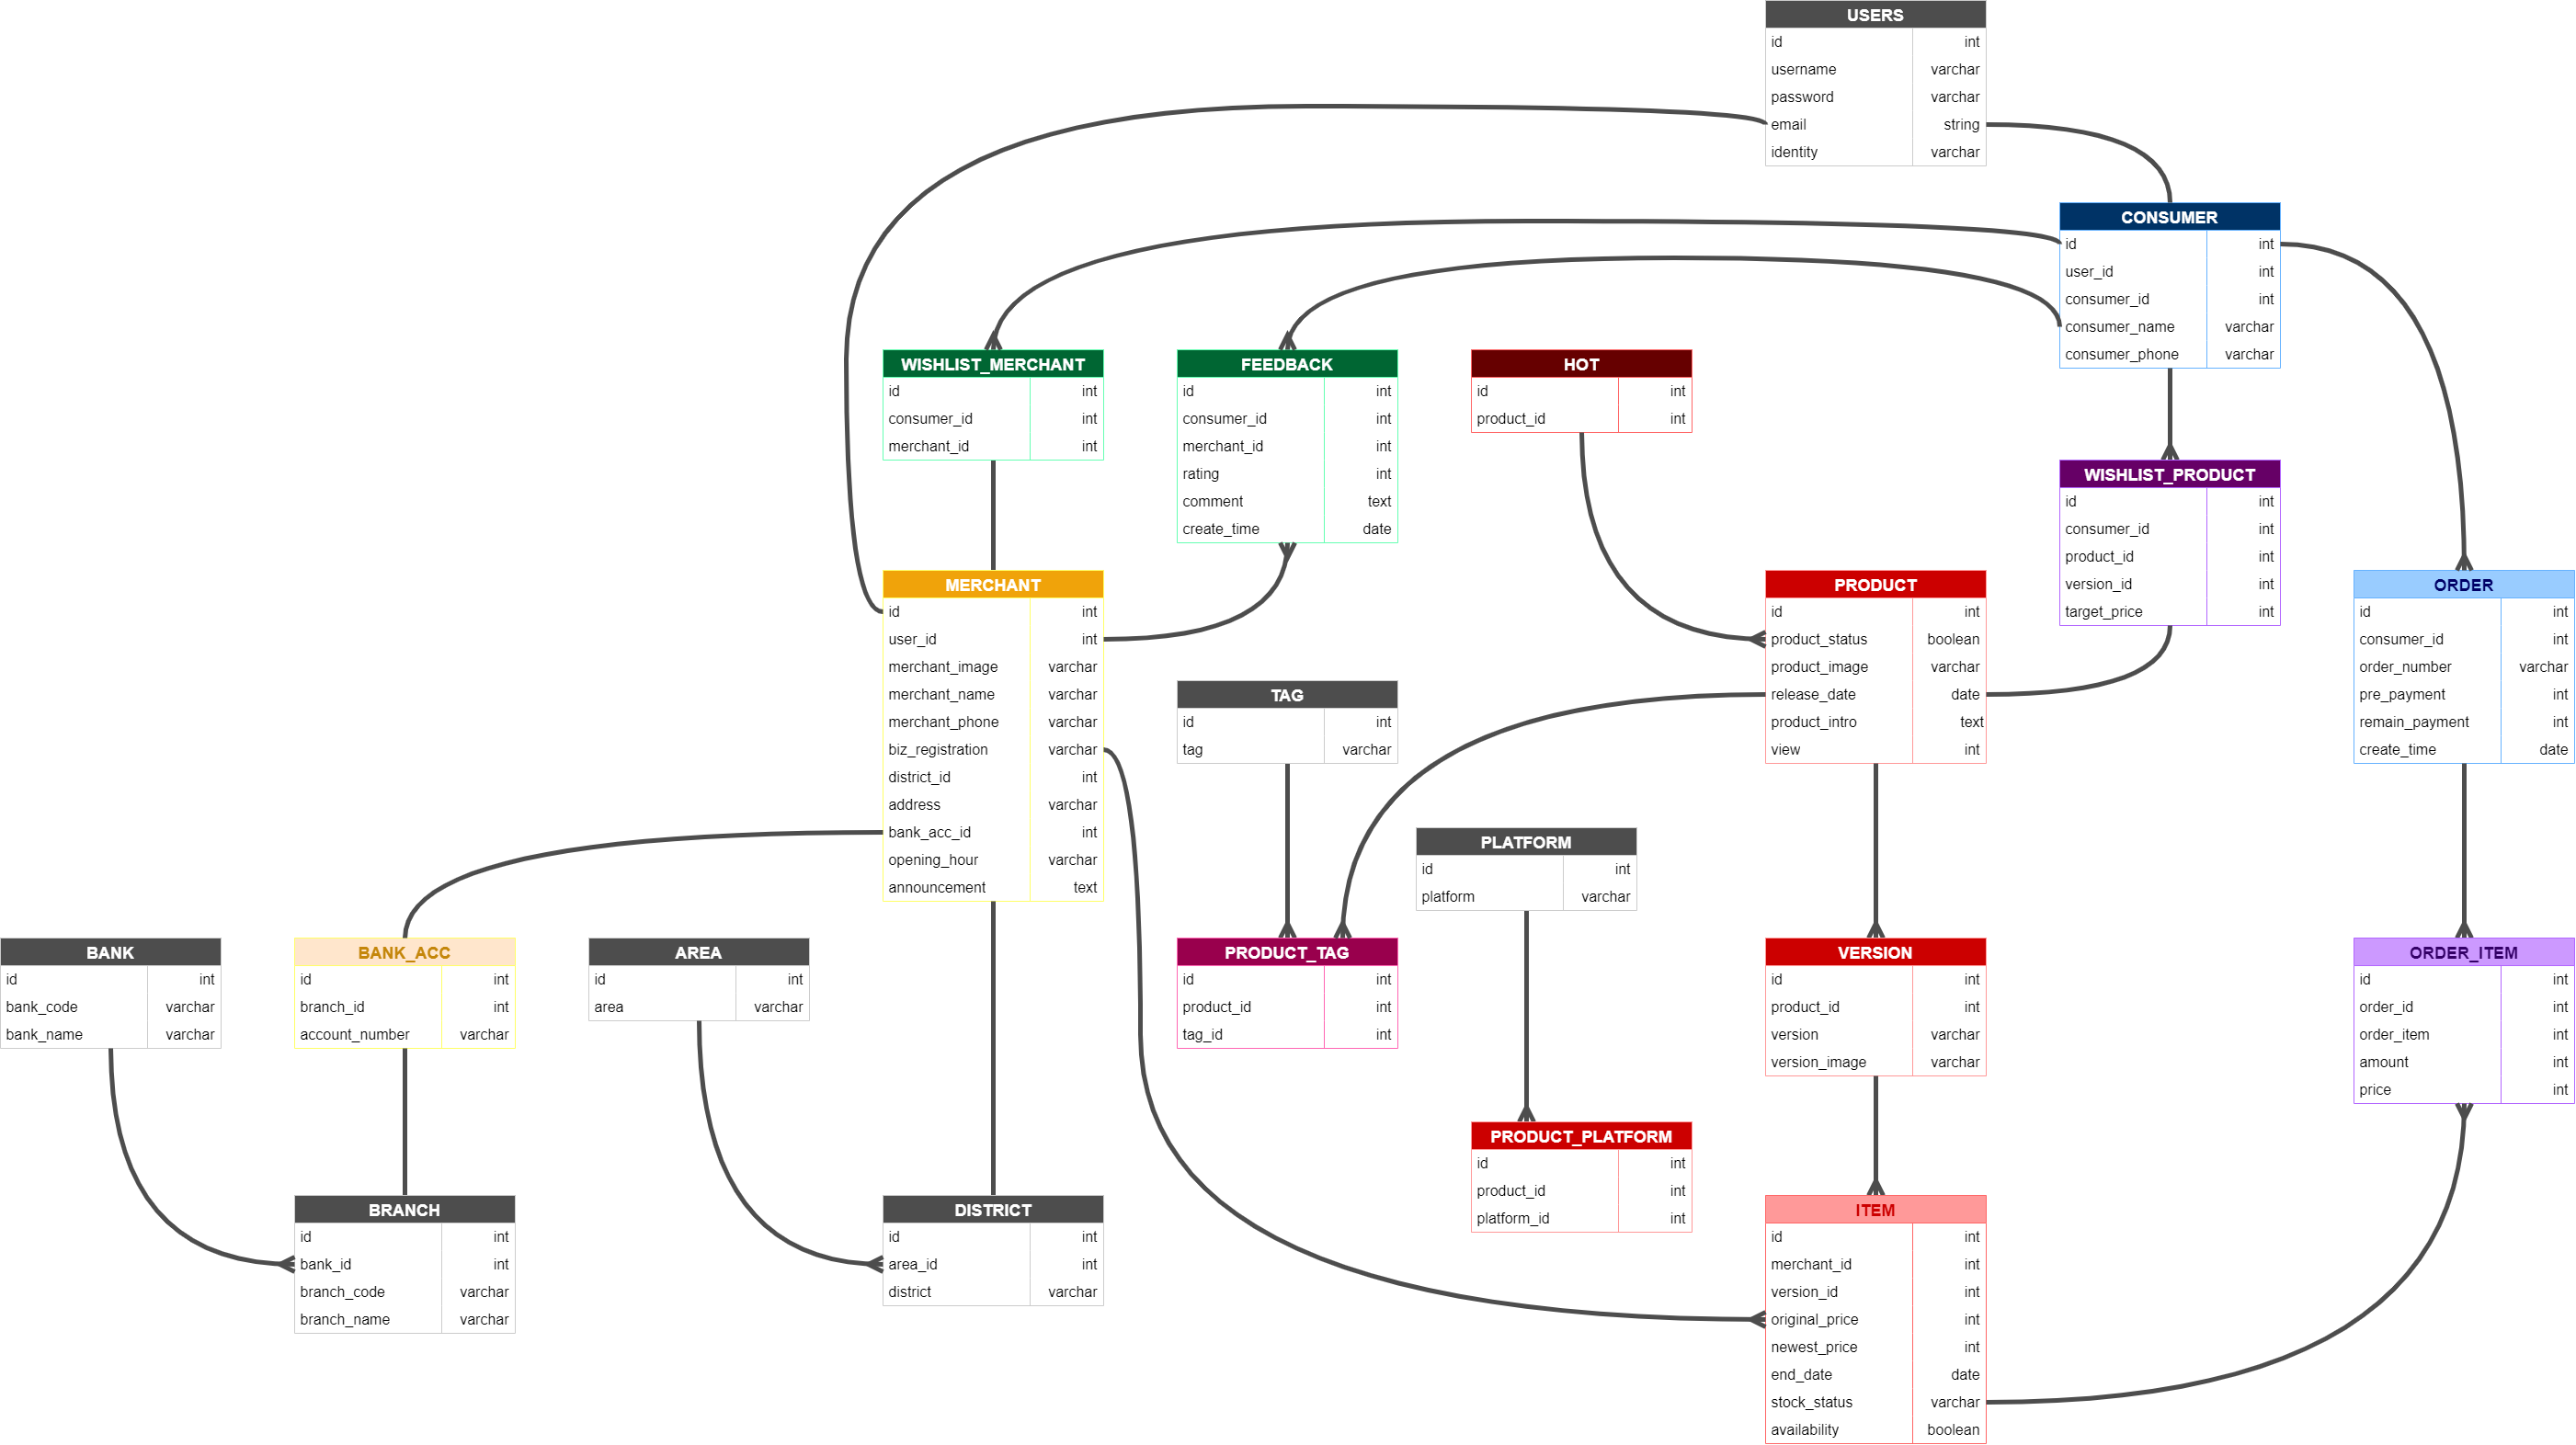 USERS
id int
username varchar
password varchar
email string
identity varchar
CONSUMER
id int
user_id int
consumer_id int
consumer_name varchar
consumer_phone varchar
WISHLIST_MERCHANT
id int
consumer_id int
merchant_id int
FEEDBACK
id int
consumer_id int
merchant_id int
rating int
comment text
create_time date
HOT
id int
product_id int
WISHLIST_PRODUCT
id int
consumer_id int
product_id int
version_id int
target_price int
MERCHANT
id int
user_id int
merchant_image varchar
merchant_name varchar
merchant_phone varchar
biz_registration varchar
district_id int
address varchar
bank_acc_id int
opening_hour varchar
announcement text
PRODUCT
id int
product_status boolean
product_image varchar
release_date date
product_intro text
view int
ORDER
id int
consumer_id int
order_number varchar
pre_payment int
remain_payment int
create_time date
TAG
id int
tag varchar
PLATFORM
id int
platform varchar
BANK
id int
bank_code varchar
bank_name varchar
BANK_ACC
id int
branch_id int
account_number varchar
AREA
id int
area varchar
PRODUCT_TAG
id int
product_id int
tag_id int
VERSION
id int
product_id int
version varchar
version_image varchar
ORDER_ITEM
id int
order_id int
order_item int
amount int
price int
PRODUCT_PLATFORM
id int
product_id int
platform_id int
BRANCH
id int
bank_id int
branch_code varchar
branch_name varchar
DISTRICT
id int
area_id int
district varchar
ITEM
id int
merchant_id int
version_id int
original_price int
newest_price int
end_date date
stock_status varchar
availability boolean